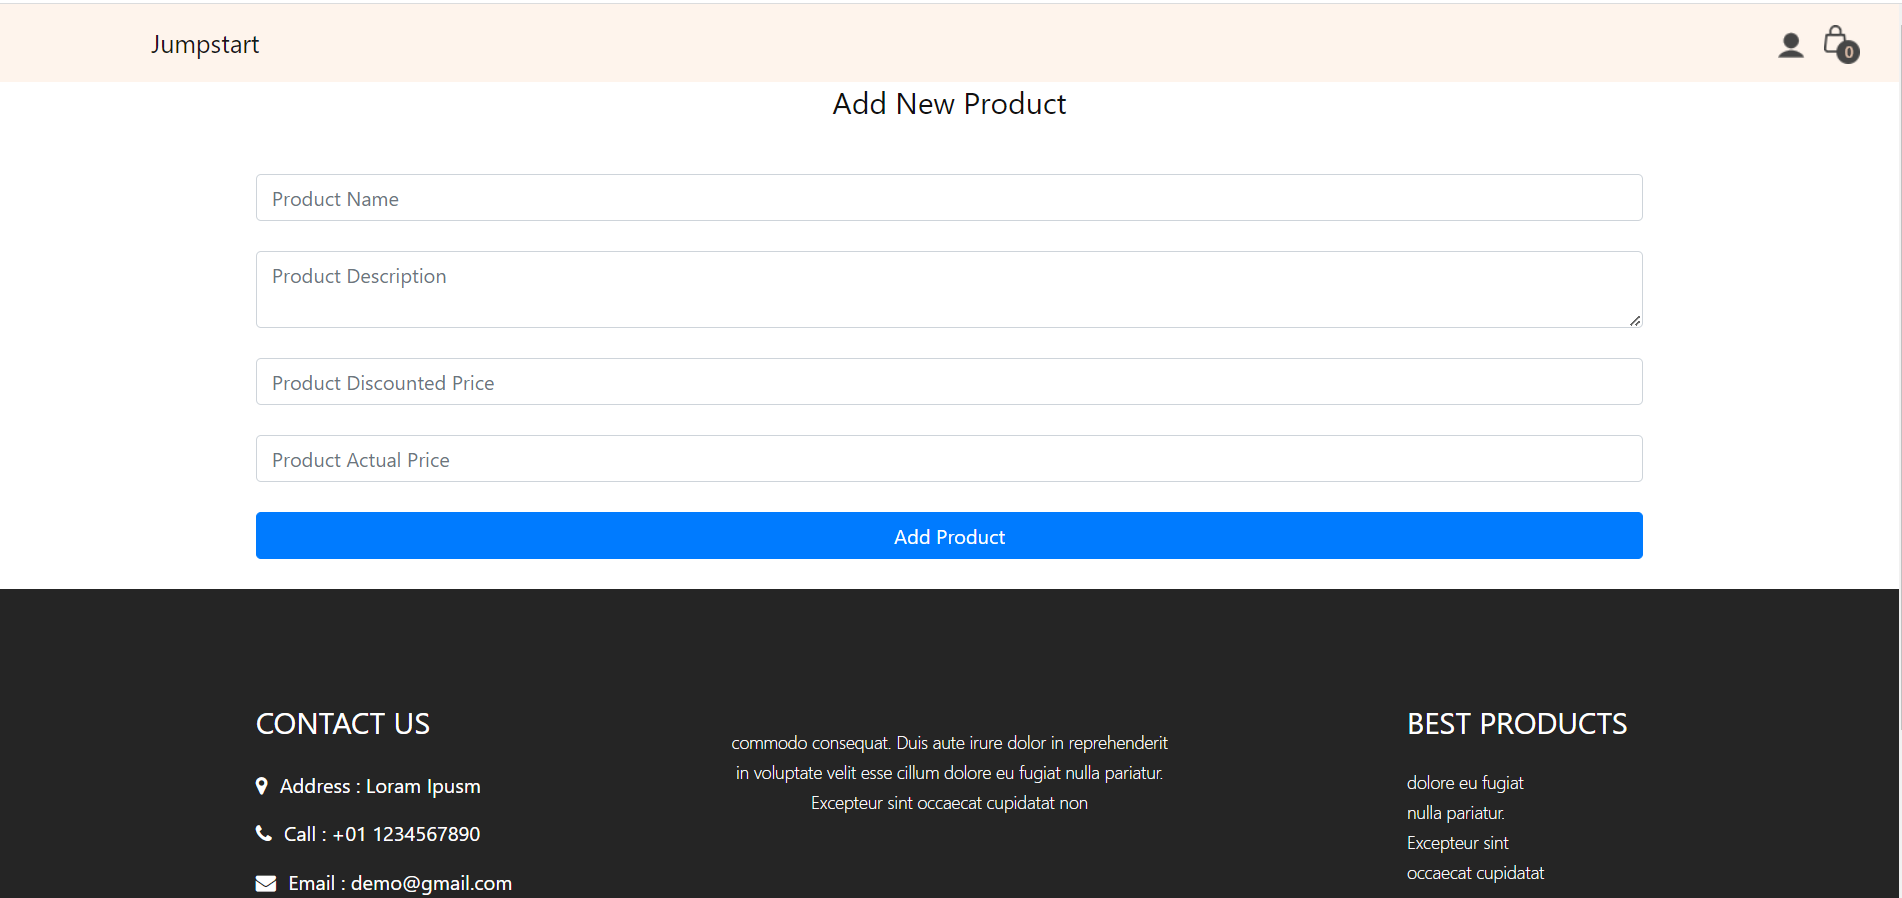 Jumpstart
0
Add New Product
Product Name
Product Description
Product Discounted Price
Product Actual Price
Add Product
CONTACT US
Address : Loram Ipusm
Call : +01 1234567890
Email : demo@gmail.com
commodo consequat. Duis aute irure dolor in reprehenderit
in voluptate velit esse cillum dolore eu fugiat nulla pariatur.
Excepteur sint occaecat cupidatat non
BEST PRODUCTS
dolore eu fugiat
nulla pariatur.
Excepteur sint
occaecat cupidatat